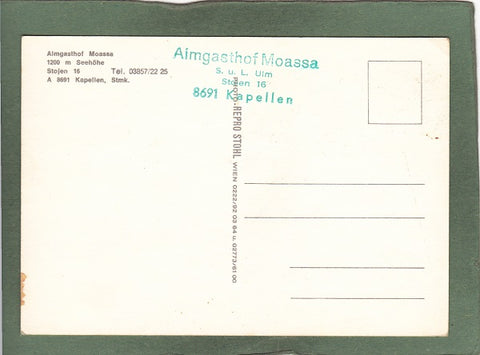 Almgasthof Moassa
1200 m Seehöhe
Stojen 16 Tel. 03857/22 25
A 8691 Kapellen, Stmk.
Almgasthof Moassa
S. u. L. Ulm
Stojen 16
8691 Kapellen
REPRO STOHL WIEN 0222/92 03 64 u. 02773/61 00